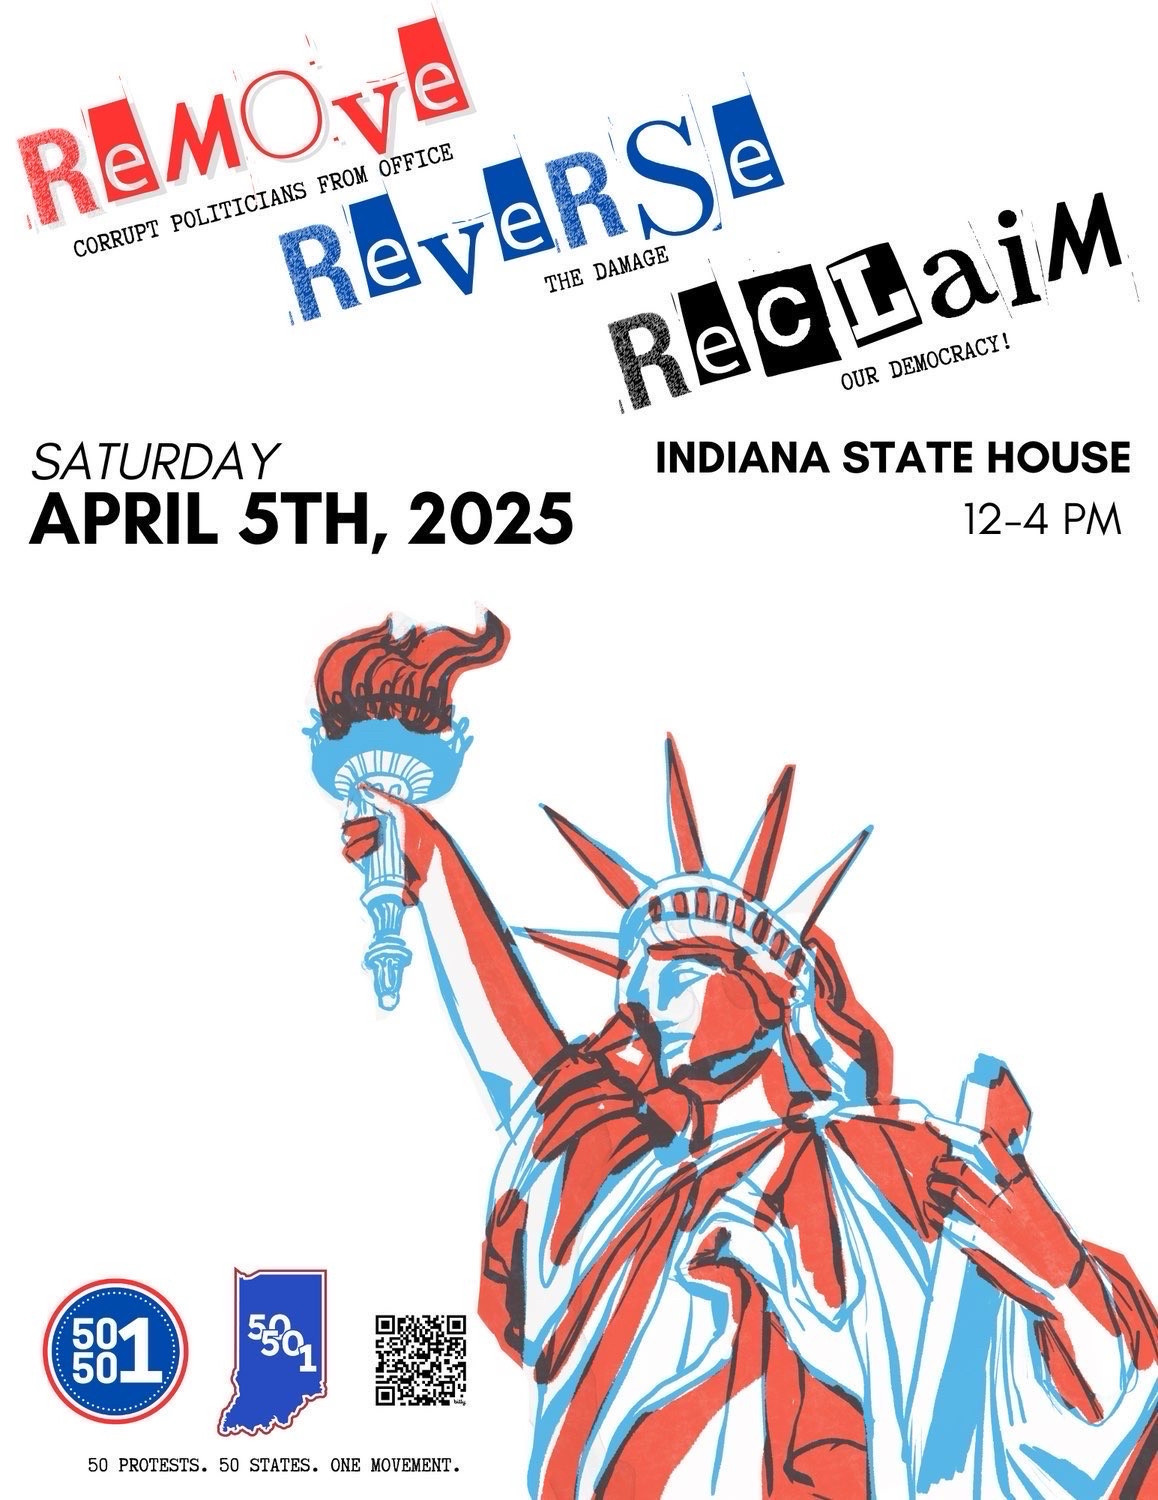 ReMOve
CORRUPT POLITICIANS FROM OFFICE
ReveRSe
THE DAMAGE
ReCLaiM
OUR DEMOCRACY!
SATURDAY
APRIL 5TH, 2025
INDIANA STATE HOUSE
12-4 PM
50
50
1
50
50
1
bitly
50 PROTESTS. 50 STATES. ONE MOVEMENT.